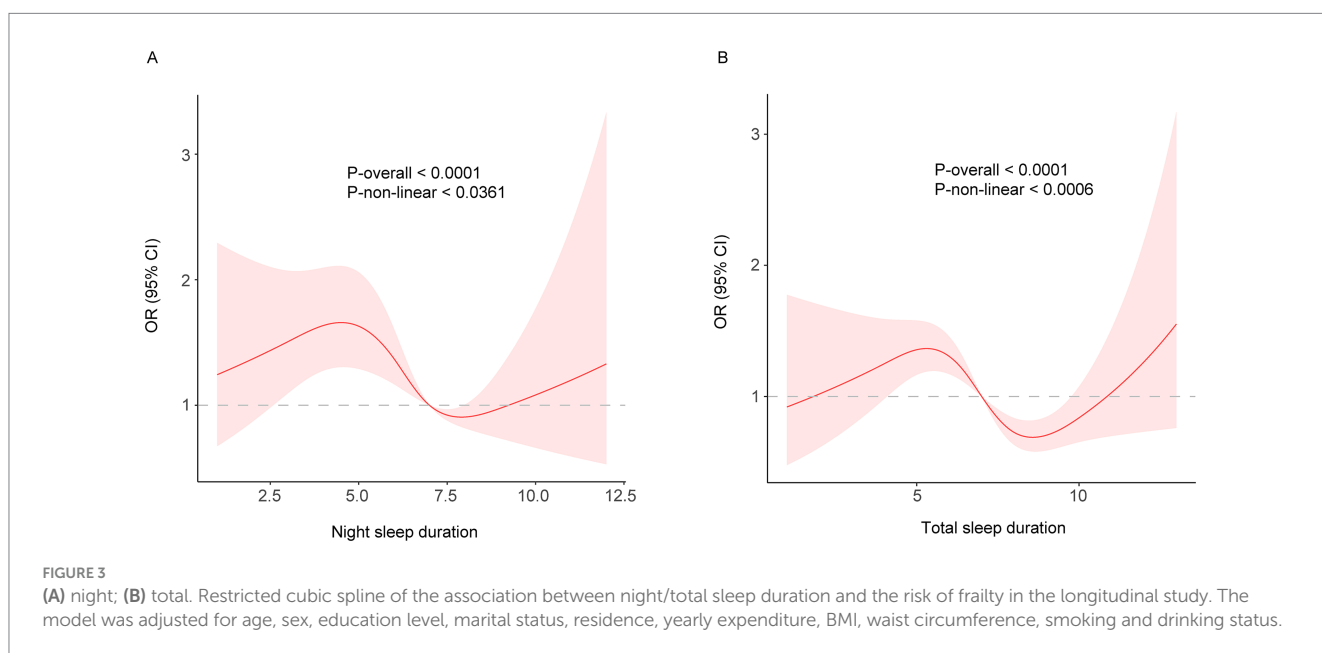 A
3
2
1
OR (95% CI)
P-overall < 0.0001
P-non-linear < 0.0361
2.5 5.0 7.5 10.0 12.5
Night sleep duration
B
3
2
1
OR (95% CI)
P-overall < 0.0001
P-non-linear < 0.0006
5 10
Total sleep duration
FIGURE 3
(A) night; (B) total. Restricted cubic spline of the association between night/total sleep duration and the risk of frailty in the longitudinal study. The
model was adjusted for age, sex, education level, marital status, residence, yearly expenditure, BMI, waist circumference, smoking and drinking status.